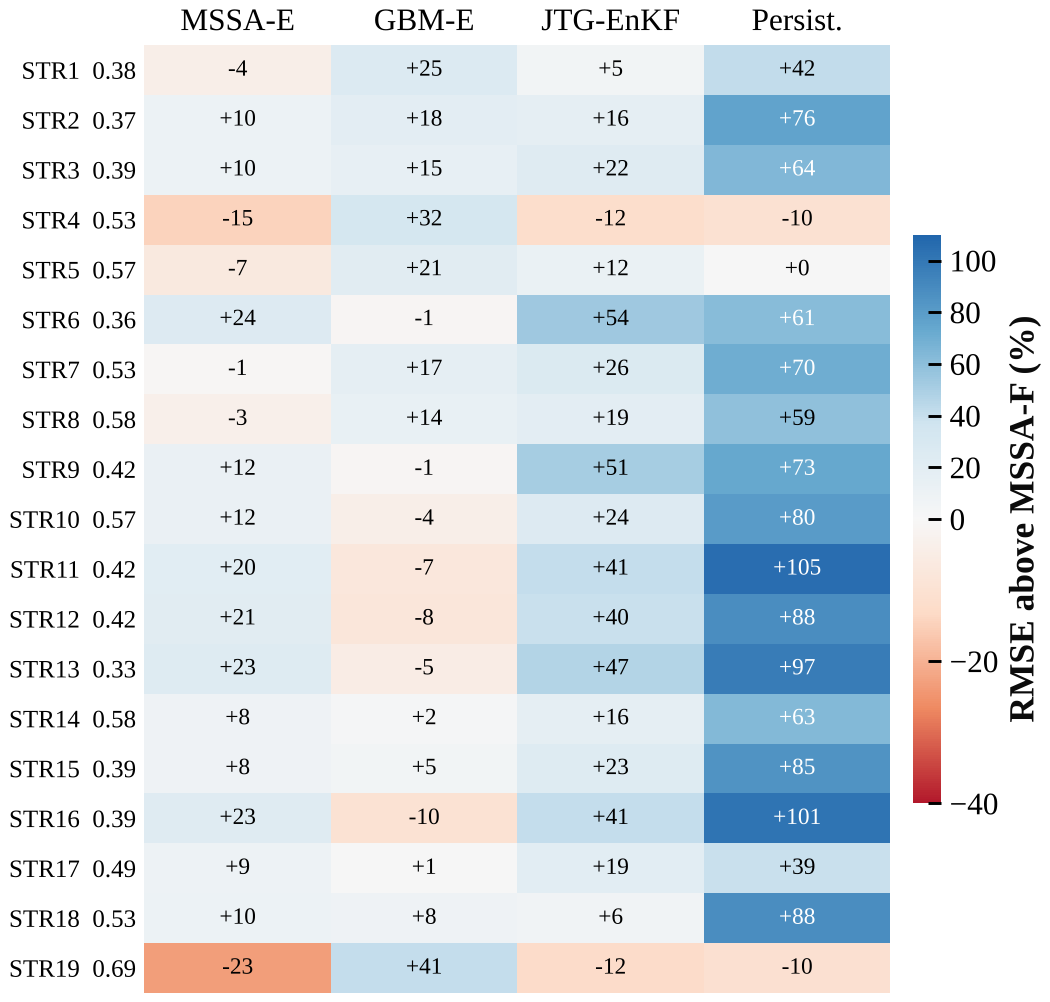 MSSA-E GBM-E JTG-EnKF Persist.
STR1 0.38 -4 +25 +5 +42
STR2 0.37 +10 +18 +16 +76
STR3 0.39 +10 +15 +22 +64
STR4 0.53 -15 +32 -12 -10
STR5 0.57 -7 +21 +12 +0
STR6 0.36 +24 -1 +54 +61
STR7 0.53 -1 +17 +26 +70
STR8 0.58 -3 +14 +19 +59
STR9 0.42 +12 -1 +51 +73
STR10 0.57 +12 -4 +24 +80
STR11 0.42 +20 -7 +41 +105
STR12 0.42 +21 -8 +40 +88
STR13 0.33 +23 -5 +47 +97
STR14 0.58 +8 +2 +16 +63
STR15 0.39 +8 +5 +23 +85
STR16 0.39 +23 -10 +41 +101
STR17 0.49 +9 +1 +19 +39
STR18 0.53 +10 +8 +6 +88
STR19 0.69 -23 +41 -12 -10
100
80
60
40
20
0
−20
−40
RMSE above MSSA-F (%)